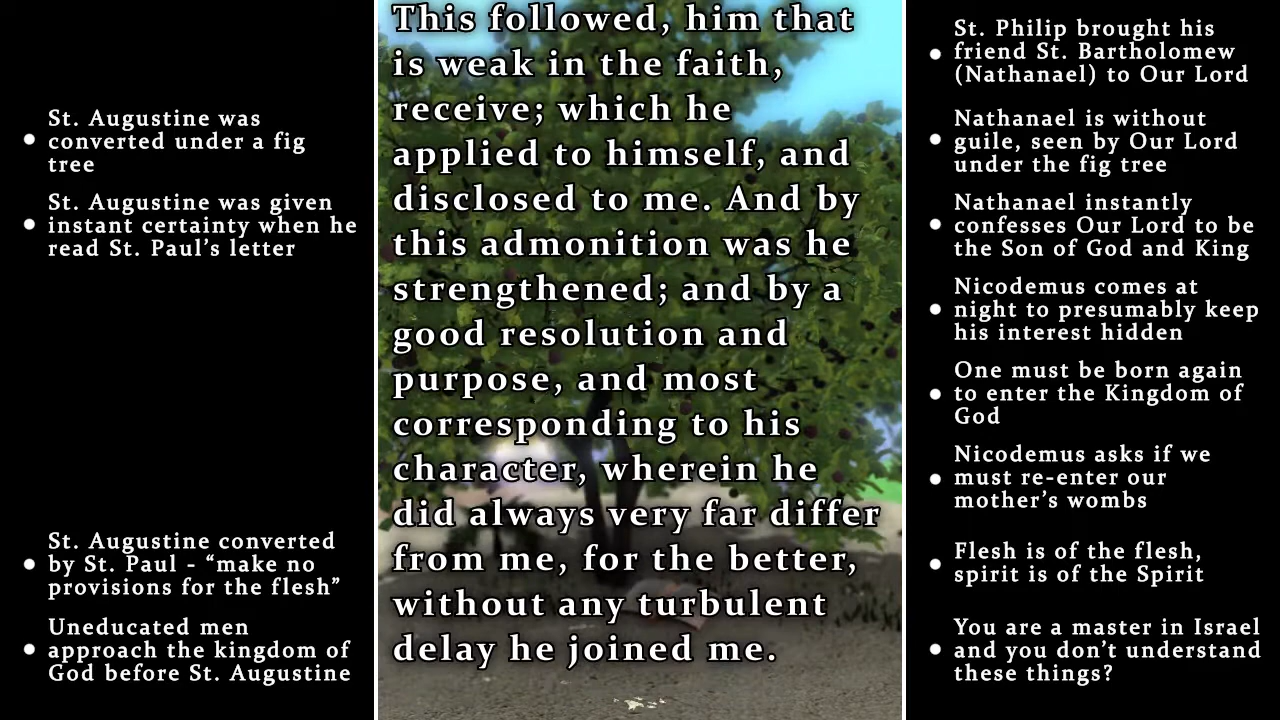 St. Augustine was
converted under a fig
tree
St. Augustine was given
instant certainty when he
read St. Paul’s letter
St. Augustine converted
by St. Paul - “make no
provisions for the flesh”
Uneducated men
approach the kingdom of
God before St. Augustine
This followed, him that
is weak in the faith,
receive; which he
applied to himself, and
disclosed to me. And by
this admonition was he
strengthened; and by a
good resolution and
purpose, and most
corresponding to his
character, wherein he
did always very far differ
from me, for the better,
without any turbulent
delay he joined me.
St. Philip brought his
friend St. Bartholomew
(Nathanael) to Our Lord
Nathanael is without
guile, seen by Our Lord
under the fig tree
Nathanael instantly
confesses Our Lord to be
the Son of God and King
Nicodemus comes at
night to presumably keep
his interest hidden
One must be born again
to enter the Kingdom of
God
Nicodemus asks if we
must re-enter our
mother’s wombs
Flesh is of the flesh,
spirit is of the Spirit
You are a master in Israel
and you don’t understand
these things?